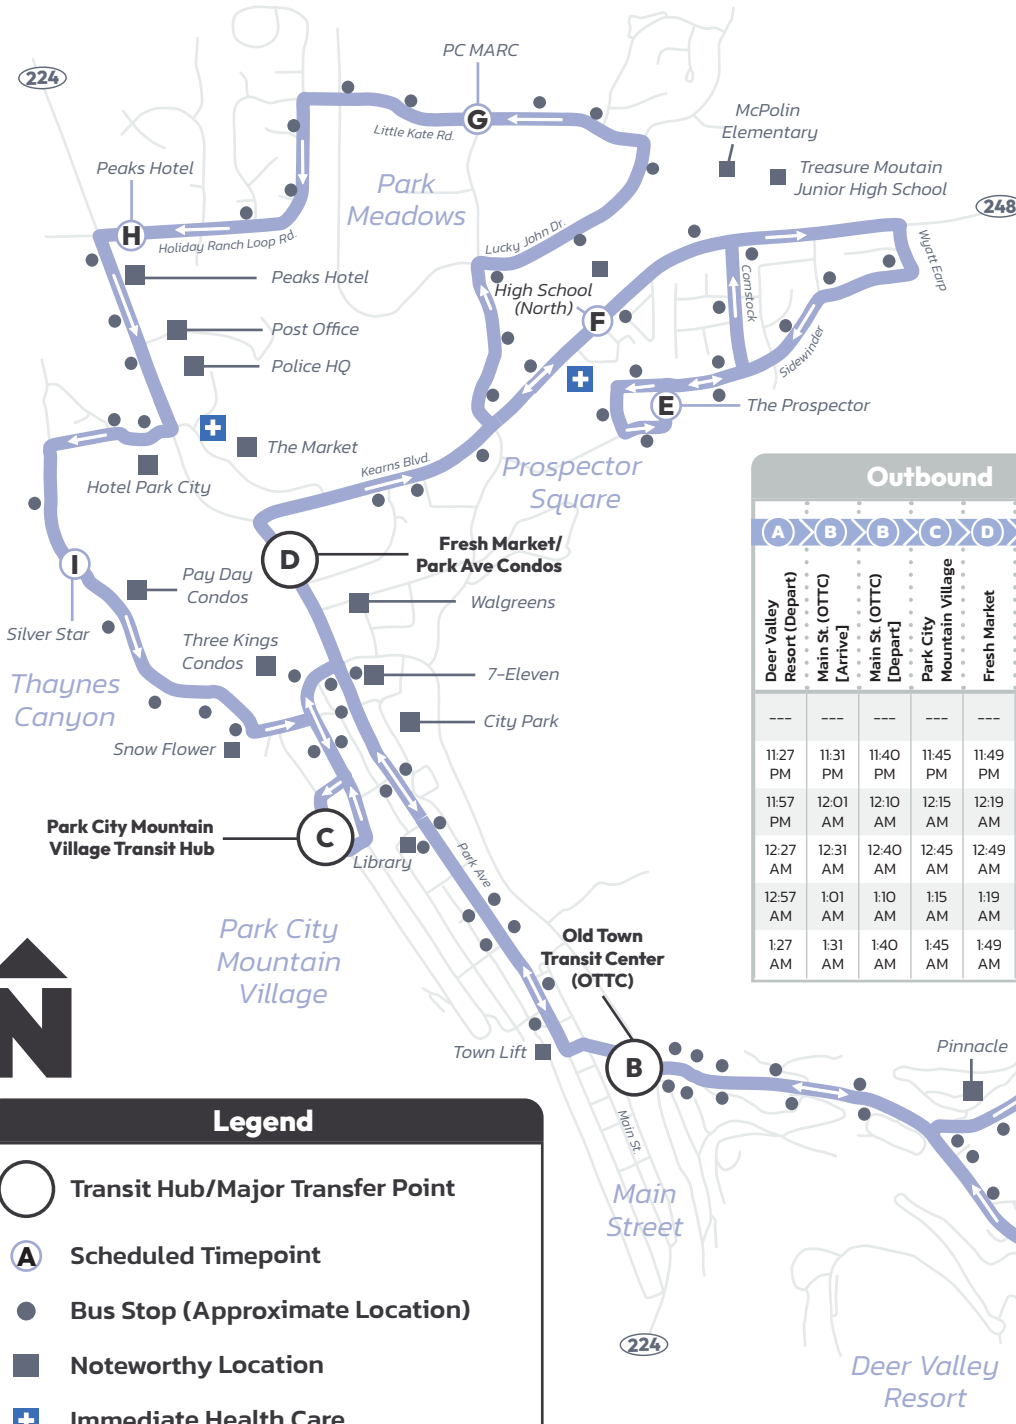 PC MARC
224
McPolin
Elementary
G
Little Kate Rd.
Peaks Hotel
Treasure Moutain
Junior High School
Park
Meadows
248
H
Holiday Ranch Loop Rd.
Lucky John Dr.
Wyatt Earp
Peaks Hotel
High School
(North)
Comstock
F
Post Office
Police HQ
Sidewinder
E
The Prospector
The Market
Kearns Blvd.
Prospector
Square
Hotel Park City
D
Fresh Market/
Park Ave Condos
I
Pay Day
Condos
Walgreens
Silver Star
Three Kings
Condos
7-Eleven
Thaynes
Canyon
City Park
Snow Flower
Park City Mountain
Village Transit Hub
C
Library
Park Ave
Park City
Mountain
Village
Old Town
Transit Center
(OTTC)
N
Town Lift
B
Pinnacle
Main St.
Main
Street
224
Deer Valley
Resort
Outbound
A B B C D
Deer Valley
Resort (Depart)
Main St. (OTTC)
[Arrive]
Main St. (OTTC)
[Depart]
Park City
Mountain Village
Fresh Market
--- --- --- --- ---
11:27 11:31 11:40 11:45 11:49
PM PM PM PM PM
11:57 12:01 12:10 12:15 12:19
PM AM AM AM AM
12:27 12:31 12:40 12:45 12:49
AM AM AM AM AM
12:57 1:01 1:10 1:15 1:19
AM AM AM AM AM
1:27 1:31 1:40 1:45 1:49
AM AM AM AM AM
Legend
Transit Hub/Major Transfer Point
A Scheduled Timepoint
Bus Stop (Approximate Location)
Noteworthy Location
Immediate Health Care